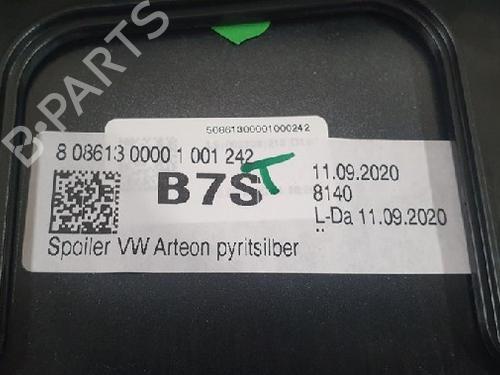 B-PARTS
50861300001000242
8 08613 0000 1 001 242
B7S T
11.09.2020
8140
L-Da 11.09.2020
Spoiler VW Arteon pyritsilber